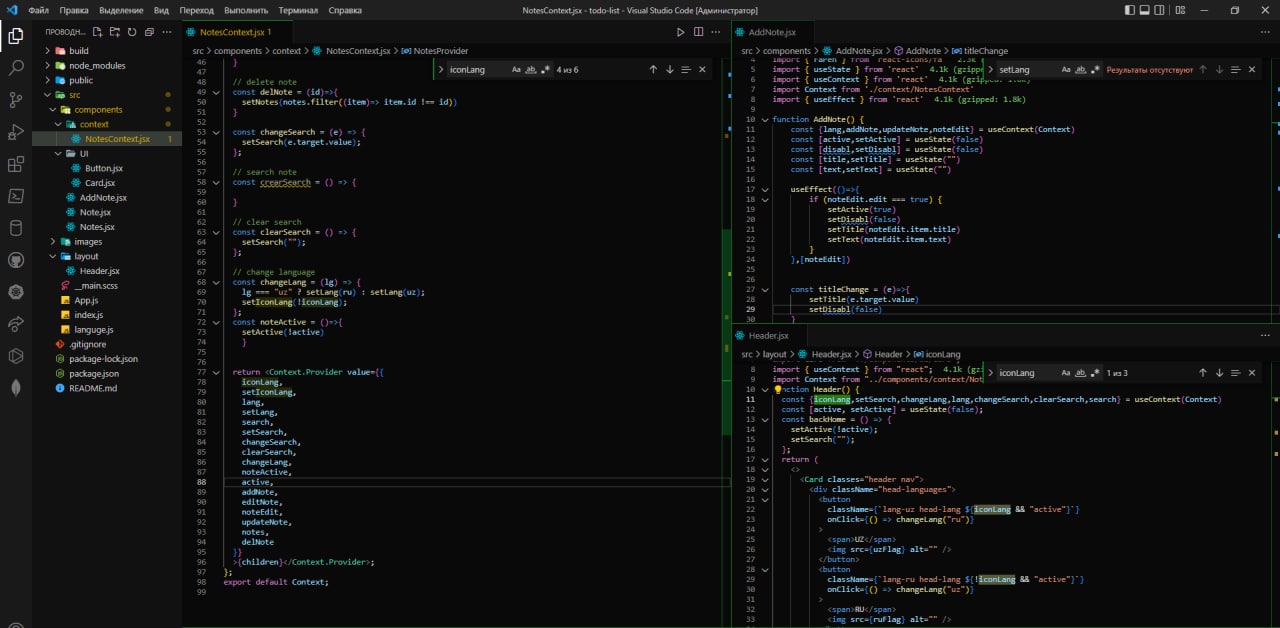 Файл Правка Выделение Вид Переход Выполнить Терминал Справка
NotesContext.jsx - todo-list - Visual Studio Code [Администратор]
ПРОВОДН...
build
node_modules
public
src
components
context
NotesContext.jsx 1
UI
Button.jsx
Card.jsx
AddNote.jsx
Note.jsx
Notes.jsx
images
layout
Header.jsx
__main.scss
App.js
index.js
languge.js
.gitignore
package-lock.json
package.json
README.md
NotesContext.jsx 1
src > components > context > NotesContext.jsx > NotesProvider
iconLang Aa ab 4 из 6
46 }
47
48 // delete note
49 const delNote = (id)=>{
50 setNotes(notes.filter((item)=> item.id !== id))
51 }
52
53 const changeSearch = (e) => {
54 setSearch(e.target.value);
55 };
56
57 // search note
58 const crearSearch = () => {
59
60 }
61
62 // clear search
63 const clearSearch = () => {
64 setSearch("");
65 };
66
67 // change language
68 const changeLang = (lg) => {
69 lg === "uz" ? setLang(ru) : setLang(uz);
70 setIconLang(!iconLang);
71 };
72 const noteActive = ()=>{
73 setActive(!active)
74 }
75
76
77 return <Context.Provider value={{
78 iconLang,
79 setIconLang,
80 lang,
81 setLang,
82 search,
83 setSearch,
84 changeSearch,
85 clearSearch,
86 changeLang,
87 noteActive,
88 active,
89 addNote,
90 editNote,
91 noteEdit,
92 updateNote,
93 notes,
94 delNote
95 }}
96 >{children}</Context.Provider>;
97 };
98 export default Context;
99
AddNote.jsx
src > components > AddNote.jsx > AddNote > titleChange
setLang Aa ab Результаты отсутствуют
5 import { useState } from 'react' 4.1k (gzipped:
6 import { useContext } from 'react' 4.1k (gzipped: 1.8k)
7 import Context from './context/NotesContext'
8 import { useEffect } from 'react' 4.1k (gzipped: 1.8k)
9
10 function AddNote() {
11 const {lang,addNote,updateNote,noteEdit} = useContext(Context)
12 const [active,setActive] = useState(false)
13 const [disabl,setDisabl] = useState(false)
14 const [title,setTitle] = useState("")
15 const [text,setText] = useState("")
16
17 useEffect(()=>{
18 if (noteEdit.edit === true) {
19 setActive(true)
20 setDisabl(false)
21 setTitle(noteEdit.item.title)
22 setText(noteEdit.item.text)
23 }
24 },[noteEdit])
25
26
27 const titleChange = (e)=>{
28 setTitle(e.target.value)
29 setDisabl(false)
30 }
Header.jsx
src > layout > Header.jsx > Header > iconLang
iconLang Aa ab 1 из 3
8 import { useContext } from "react"; 4.1k (gzi
9 import Context from "../components/context/Not
10 nction Header() {
11 const {iconLang,setSearch,changeLang,lang,changeSearch,clearSearch,search} = useContext(Context)
12 const [active, setActive] = useState(false);
13 const backHome = () => {
14 setActive(!active);
15 setSearch("");
16 };
17 return (
18 <>
19 <Card classes="header nav">
20 <div className="head-languages">
21 <button
22 className={`lang-uz head-lang ${iconLang && "active"}`}
23 onClick={() => changeLang("ru")}
24 >
25 <span>UZ</span>
26 <img src={uzFlag} alt="" />
27 </button>
28 <button
29 className={`lang-ru head-lang ${!iconLang && "active"}`}
30 onClick={() => changeLang("uz")}
31 >
32 <span>RU</span>
33 <img src={ruFlag} alt="" />